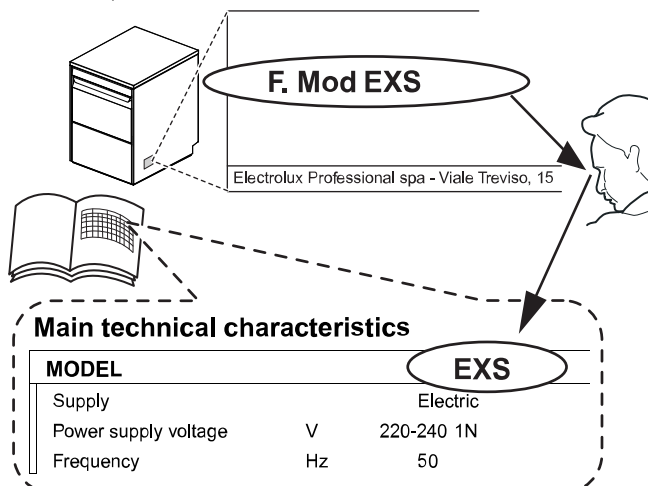 F. Mod EXS
Electrolux Professional spa - Viale Treviso, 15
Main technical characteristics
MODEL EXS
Supply Electric
Power supply voltage V 220-240 1N
Frequency Hz 50